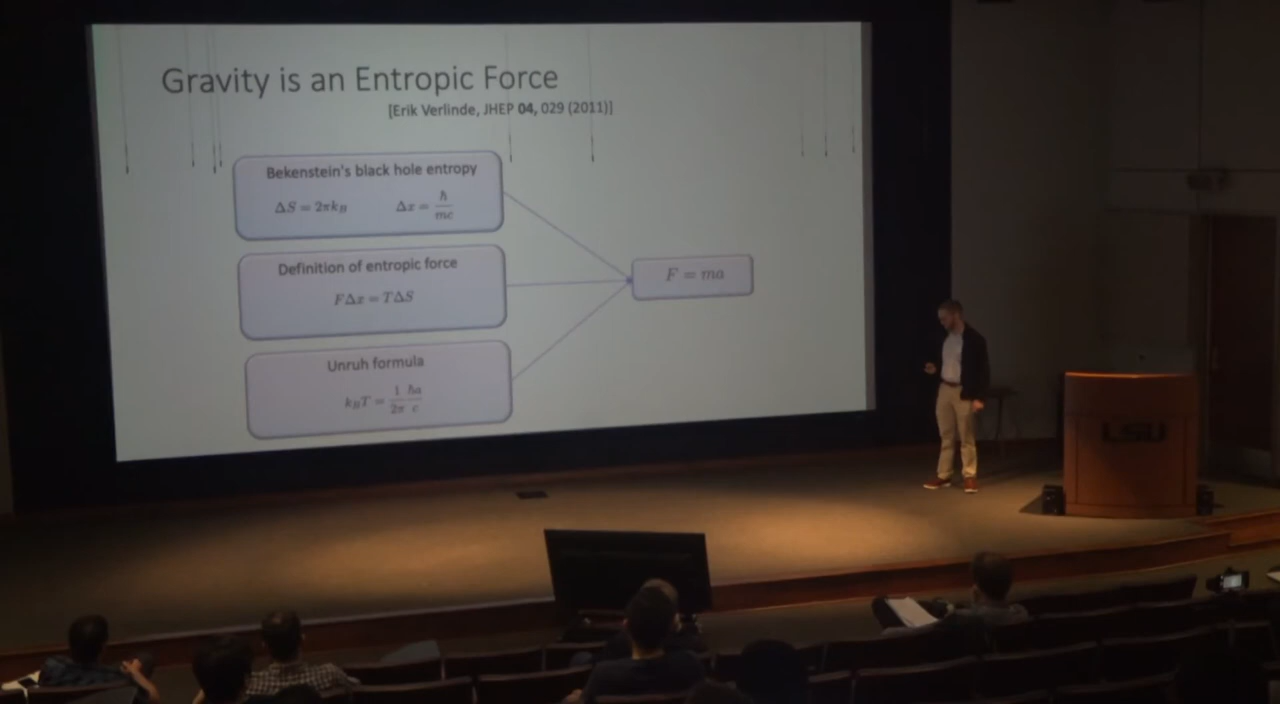 Gravity is an Entropic Force
[Erik Verlinde, JHEP 04, 029 (2011)]
Bekenstein's black hole entropy
ΔS = 2πk_B Δx = ℏ/mc
Definition of entropic force
FΔx = TΔS
Unruh formula
k_BT = 1/2π ℏa/c
F = ma
LSU